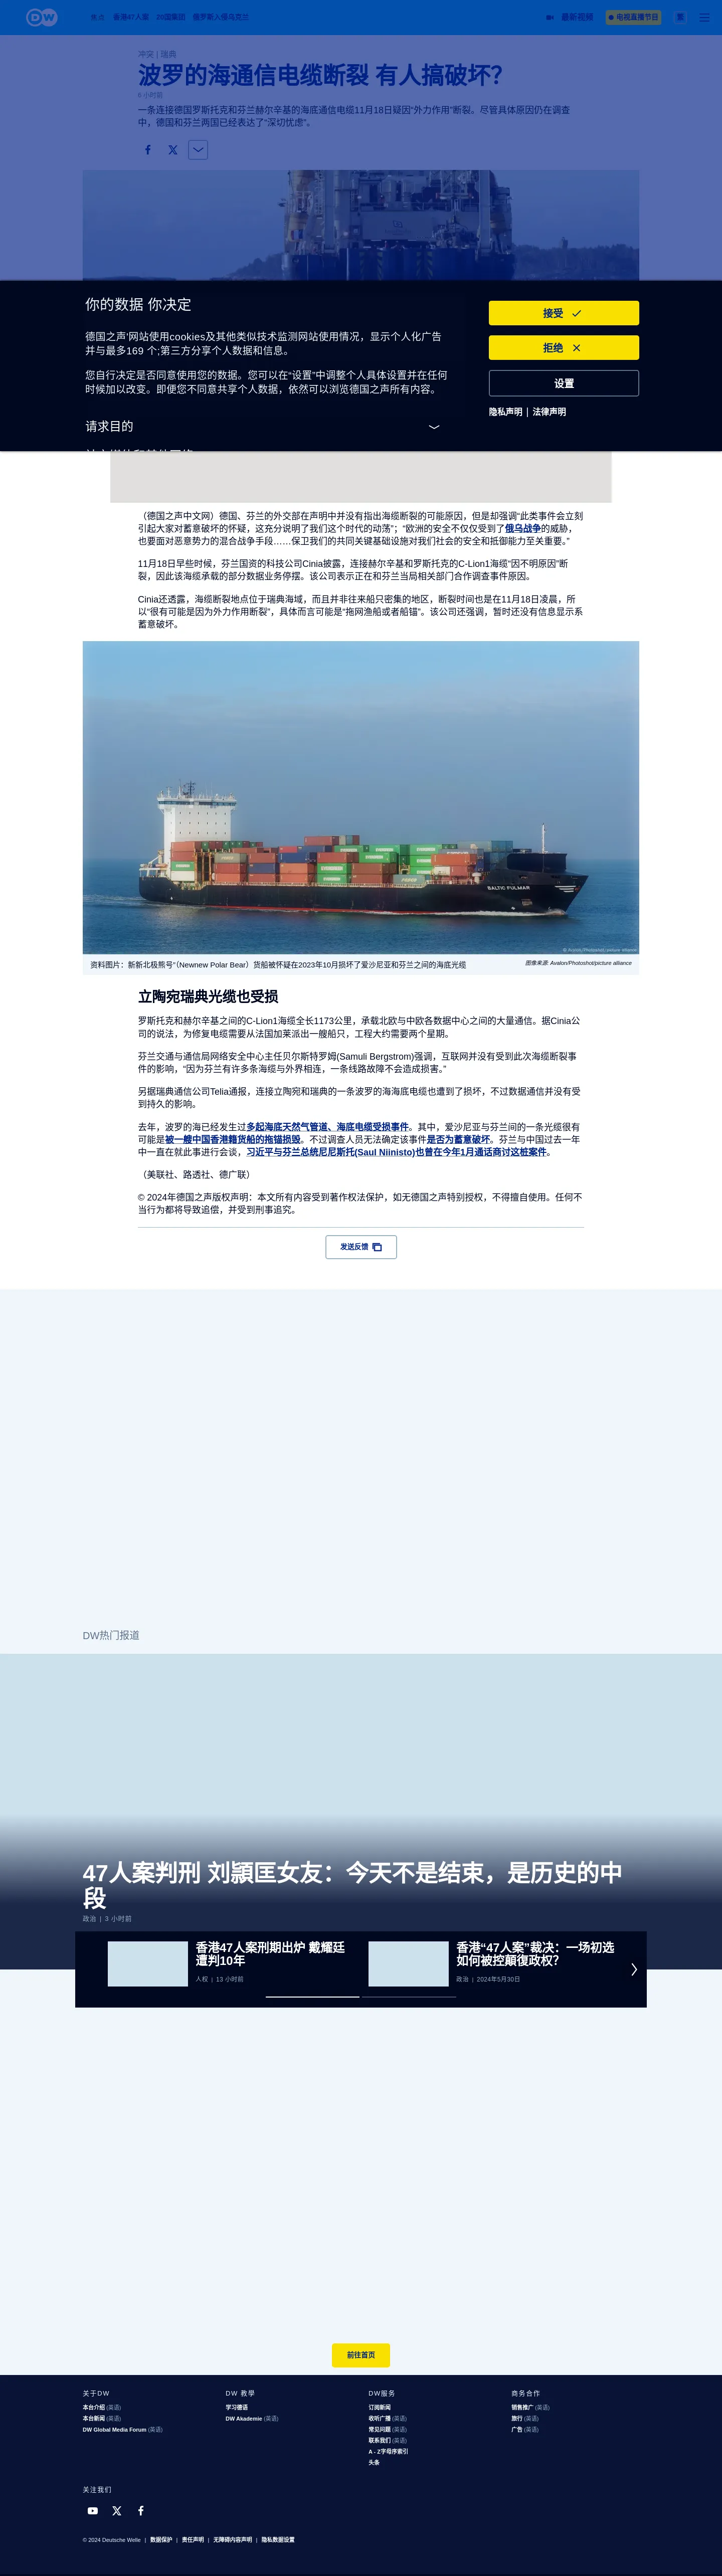 DW
焦点 香港47人案 20国集团 俄罗斯入侵乌克兰 最新视频 电视直播节目 繁
冲突 | 瑞典
波罗的海通信电缆断裂 有人搞破坏？
一条连接德国罗斯托克和芬兰赫尔辛基的海底通信电缆11月18日疑因“外力作用”断裂。尽管具体原因仍在调查
中，德国和芬兰两国已经表达了“深切忧虑”。
你的数据 你决定
德国之声'网站使用cookies及其他类似技术监测网站使用情况，显示个人化广告
并与最多169 个;第三方分享个人数据和信息。
您自行决定是否同意使用您的数据。您可以在“设置”中调整个人具体设置并在任何
时候加以改变。即便您不同意共享个人数据，依然可以浏览德国之声所有内容。
请求目的
接受
拒绝
设置
隐私声明 | 法律声明
（德国之声中文网）德国、芬兰的外交部在声明中并没有指出海缆断裂的可能原因，但是却强调“此类事件会立刻
引起大家对蓄意破坏的怀疑，这充分说明了我们这个时代的动荡”；“欧洲的安全不仅仅受到了俄乌战争的威胁，
也要面对恶意势力的混合战争手段……保卫我们的共同关键基础设施对我们社会的安全和抵御能力至关重要。”
11月18日早些时候，芬兰国资的科技公司Cinia披露，连接赫尔辛基和罗斯托克的C-Lion1海缆“因不明原因”断
裂，因此该海缆承载的部分数据业务停摆。该公司表示正在和芬兰当局相关部门合作调查事件原因。
Cinia还透露，海缆断裂地点位于瑞典海域，而且并非往来船只密集的地区，断裂时间也是在11月18日凌晨，所
以“很有可能是因为外力作用断裂”，具体而言可能是“拖网渔船或者船锚”。该公司还强调，暂时还没有信息显示系
蓄意破坏。
BALTIC FULMAR
资料图片：新新北极熊号”（Newnew Polar Bear）货船被怀疑在2023年10月损坏了爱沙尼亚和芬兰之间的海底光缆
图像来源: Avalon/Photoshot/picture alliance
立陶宛瑞典光缆也受损
罗斯托克和赫尔辛基之间的C-Lion1海缆全长1173公里，承载北欧与中欧各数据中心之间的大量通信。据Cinia公
司的说法，为修复电缆需要从法国加莱派出一艘船只，工程大约需要两个星期。
芬兰交通与通信局网络安全中心主任贝尔斯特罗姆(Samuli Bergstrom)强调，互联网并没有受到此次海缆断裂事
件的影响，“因为芬兰有许多条海缆与外界相连，一条线路故障不会造成损害。”
另据瑞典通信公司Telia通报，连接立陶宛和瑞典的一条波罗的海海底电缆也遭到了损坏，不过数据通信并没有受
到持久的影响。
去年，波罗的海已经发生过多起海底天然气管道、海底电缆受损事件。其中，爱沙尼亚与芬兰间的一条光缆很有
可能是被一艘中国香港籍货船的拖锚损毁。不过调查人员无法确定该事件是否为蓄意破坏。芬兰与中国过去一年
中一直在就此事进行会谈，习近平与芬兰总统尼尼斯托(Saul Niinisto)也曾在今年1月通话商讨这桩案件。
（美联社、路透社、德广联）
© 2024年德国之声版权声明：本文所有内容受到著作权法保护，如无德国之声特别授权，不得擅自使用。任何不
当行为都将导致追偿，并受到刑事追究。
发送反馈
DW热门报道
47人案判刑 刘頴匡女友：今天不是结束，是历史的中
段
政治 | 3 小时前
香港47人案刑期出炉 戴耀廷
遭判10年
人权 | 13 小时前
香港“47人案”裁决：一场初选
如何被控颠復政权？
政治 | 2024年5月30日
前往首页
关于DW
本台介绍 (英语)
本台新闻 (英语)
DW Global Media Forum (英语)
DW 教學
学习德语
DW Akademie (英语)
DW服务
订阅新闻
收听广播 (英语)
常见问题 (英语)
联系我们 (英语)
A - Z字母序索引
头条
商务合作
销售推广 (英语)
旅行 (英语)
广告 (英语)
关注我们
© 2024 Deutsche Welle | 数据保护 | 责任声明 | 无障碍内容声明 | 隐私数据设置